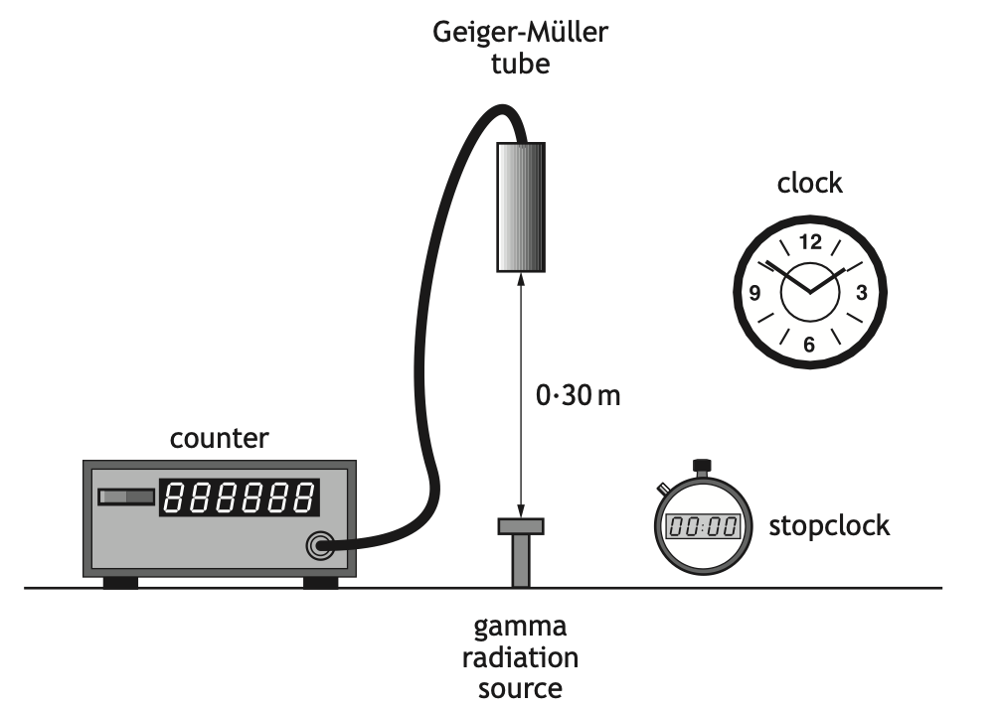 Geiger-Müller
tube
clock
12
9
3
6
0·30 m
counter
888888
00:00
stopclock
gamma
radiation
source